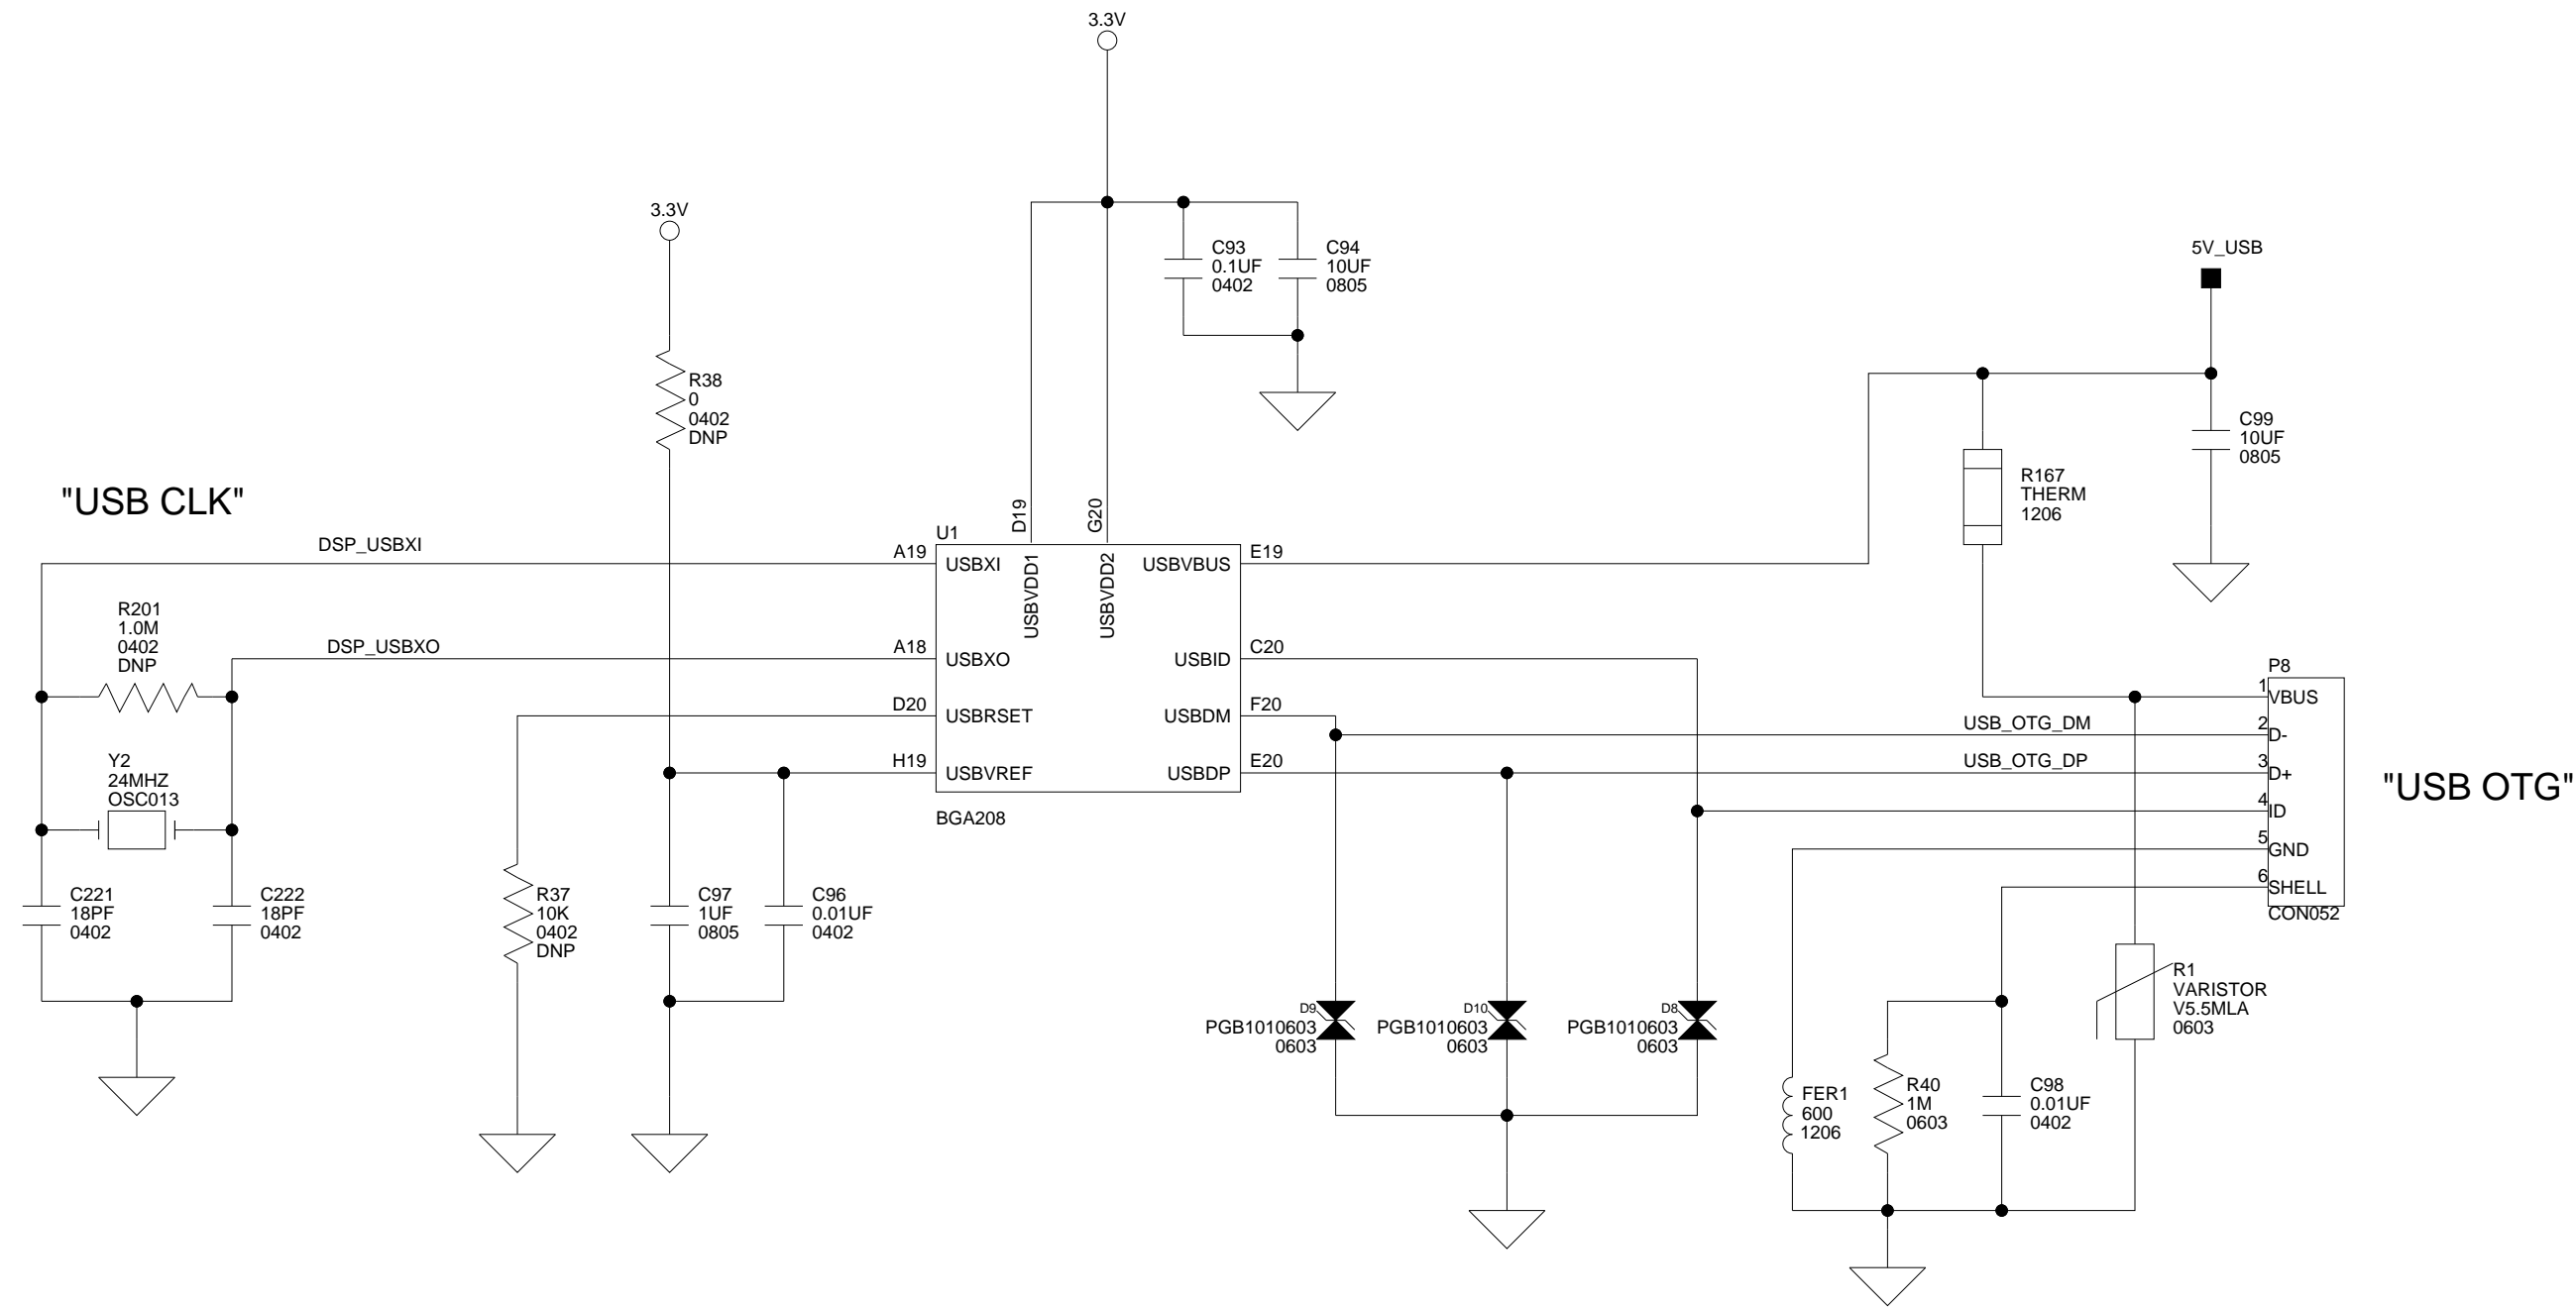 3.3V
3.3V
C93
0.1UF
0402
C94
10UF
0805
5V_USB
R38
0
0402
DNP
C99
10UF
0805
R167
THERM
1206
"USB CLK"
DSP_USBXI
DSP_USBXO
R201
1.0M
0402
DNP
Y2
24MHZ
OSC013
C221
18PF
0402
C222
18PF
0402
R37
10K
0402
DNP
C97
1UF
0805
C96
0.01UF
0402
U1
D19
G20
A19
A18
D20
H19
USBXI
USBXO
USBRSET
USBVREF
USBVDD1
USBVDD2
USBVBUS
USBID
USBDM
USBDP
E19
C20
F20
E20
BGA208
USB_OTG_DM
USB_OTG_DP
P8
1
VBUS
2
D-
3
D+
4
ID
5
GND
6
SHELL
CON052
"USB OTG"
D9
PGB1010603
0603
D10
PGB1010603
0603
D8
PGB1010603
0603
R1
VARISTOR
V5.5MLA
0603
FER1
600
1206
R40
1M
0603
C98
0.01UF
0402